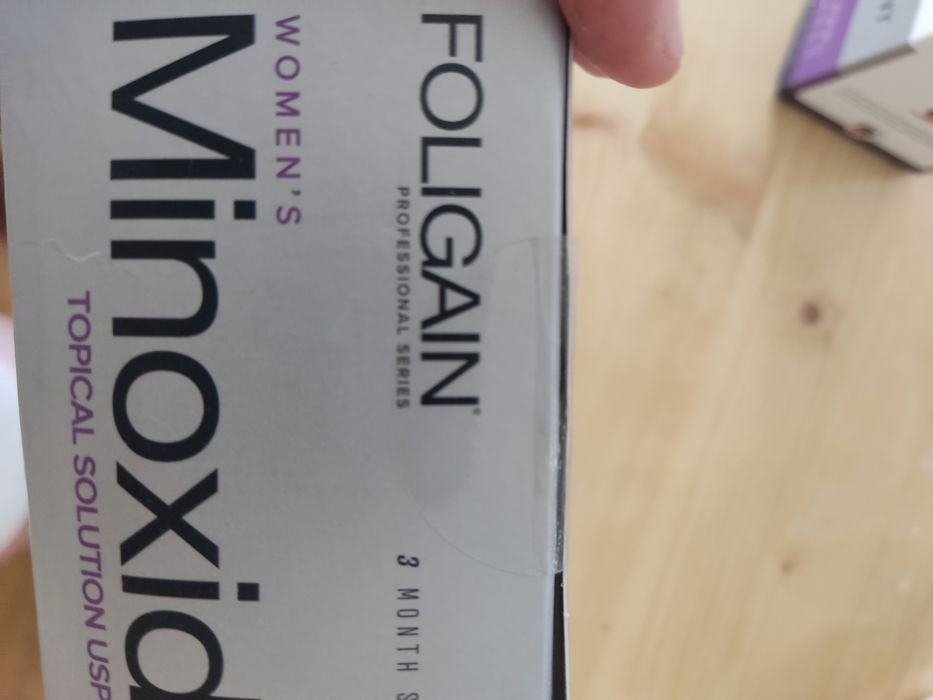 FOLIGAIN®
PROFESSIONAL SERIES
3 MONTH S
WOMEN'S
Minoxid
TOPICAL SOLUTION USP